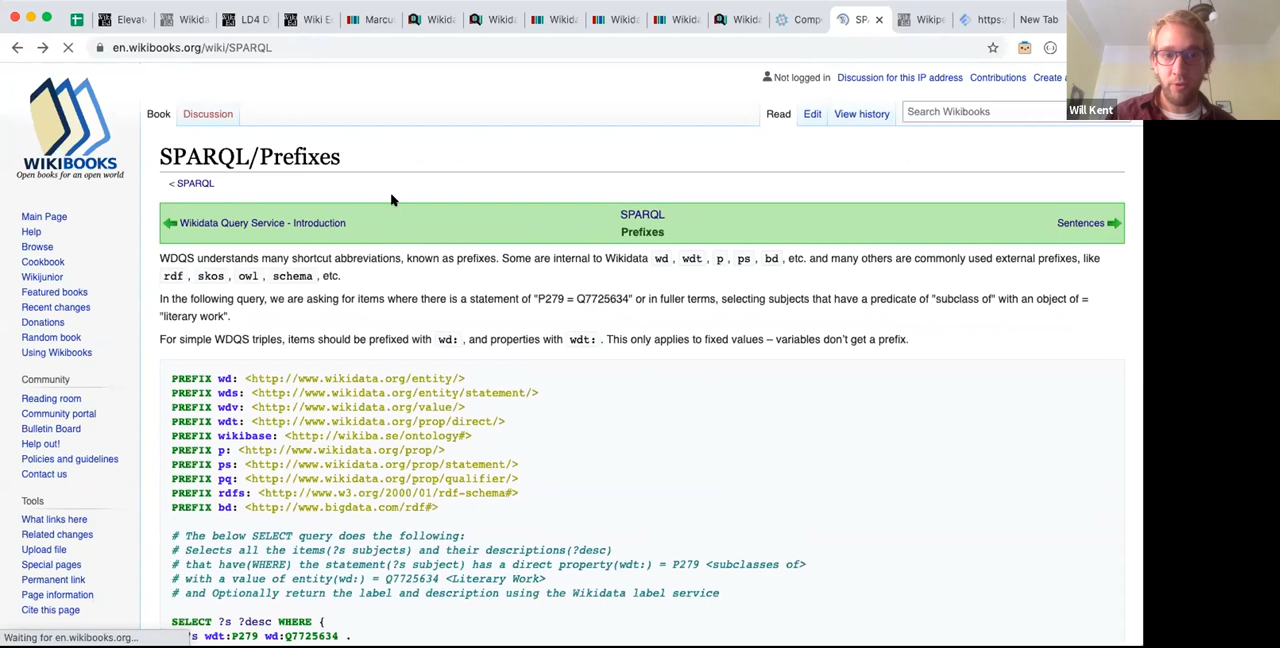 Elevat
Wikida
LD4 D
Wiki E
Marcu
Wikida
Wikida
Wikida
Wikida
Wikida
Wikida
Comp
SP
Wikipe
https:
New Tab
en.wikibooks.org/wiki/SPARQL
Will Kent
Not logged in Discussion for this IP address Contributions Create a
Book Discussion Read Edit View history Search Wikibooks
WIKIBOOKS
Open books for an open world
Main Page
Help
Browse
Cookbook
Wikijunior
Featured books
Recent changes
Donations
Random book
Using Wikibooks
Community
Reading room
Community portal
Bulletin Board
Help out!
Policies and guidelines
Contact us
Tools
What links here
Related changes
Upload file
Special pages
Permanent link
Page information
Cite this page
SPARQL/Prefixes
< SPARQL
Wikidata Query Service - Introduction
SPARQL
Prefixes
Sentences
WDQS understands many shortcut abbreviations, known as prefixes. Some are internal to Wikidata wd , wdt , p , ps , bd , etc. and many others are commonly used external prefixes, like
rdf , skos , owl , schema , etc.
In the following query, we are asking for items where there is a statement of "P279 = Q7725634" or in fuller terms, selecting subjects that have a predicate of "subclass of" with an object of =
"literary work".
For simple WDQS triples, items should be prefixed with wd: , and properties with wdt: . This only applies to fixed values – variables don't get a prefix.
PREFIX wd: <http://www.wikidata.org/entity/>
PREFIX wds: <http://www.wikidata.org/entity/statement/>
PREFIX wdv: <http://www.wikidata.org/value/>
PREFIX wdt: <http://www.wikidata.org/prop/direct/>
PREFIX wikibase: <http://wikiba.se/ontology#>
PREFIX p: <http://www.wikidata.org/prop/>
PREFIX ps: <http://www.wikidata.org/prop/statement/>
PREFIX pq: <http://www.wikidata.org/prop/qualifier/>
PREFIX rdfs: <http://www.w3.org/2000/01/rdf-schema#>
PREFIX bd: <http://www.bigdata.com/rdf#>
# The below SELECT query does the following:
# Selects all the items(?s subjects) and their descriptions(?desc)
# that have(WHERE) the statement(?s subject) has a direct property(wdt:) = P279 <subclasses of>
# with a value of entity(wd:) = Q7725634 <Literary Work>
# and Optionally return the label and description using the Wikidata label service
SELECT ?s ?desc WHERE {
s wdt:P279 wd:Q7725634 .
Waiting for en.wikibooks.org...